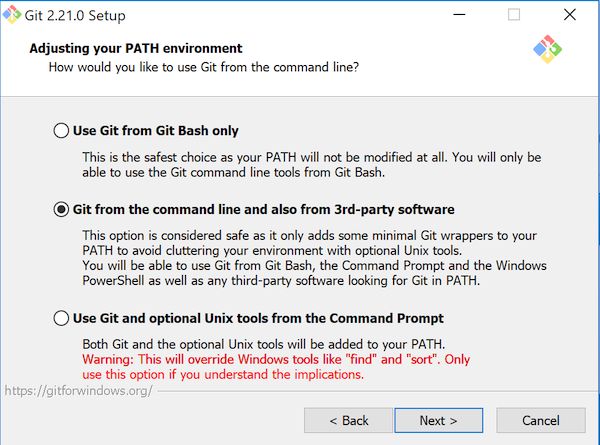 Git 2.21.0 Setup
Adjusting your PATH environment
How would you like to use Git from the command line?
Use Git from Git Bash only
This is the safest choice as your PATH will not be modified at all. You will only be
able to use the Git command line tools from Git Bash.
Git from the command line and also from 3rd-party software
This option is considered safe as it only adds some minimal Git wrappers to your
PATH to avoid cluttering your environment with optional Unix tools.
You will be able to use Git from Git Bash, the Command Prompt and the Windows
PowerShell as well as any third-party software looking for Git in PATH.
Use Git and optional Unix tools from the Command Prompt
Both Git and the optional Unix tools will be added to your PATH.
Warning: This will override Windows tools like "find" and "sort". Only
use this option if you understand the implications.
https://gitforwindows.org/
< Back
Next >
Cancel